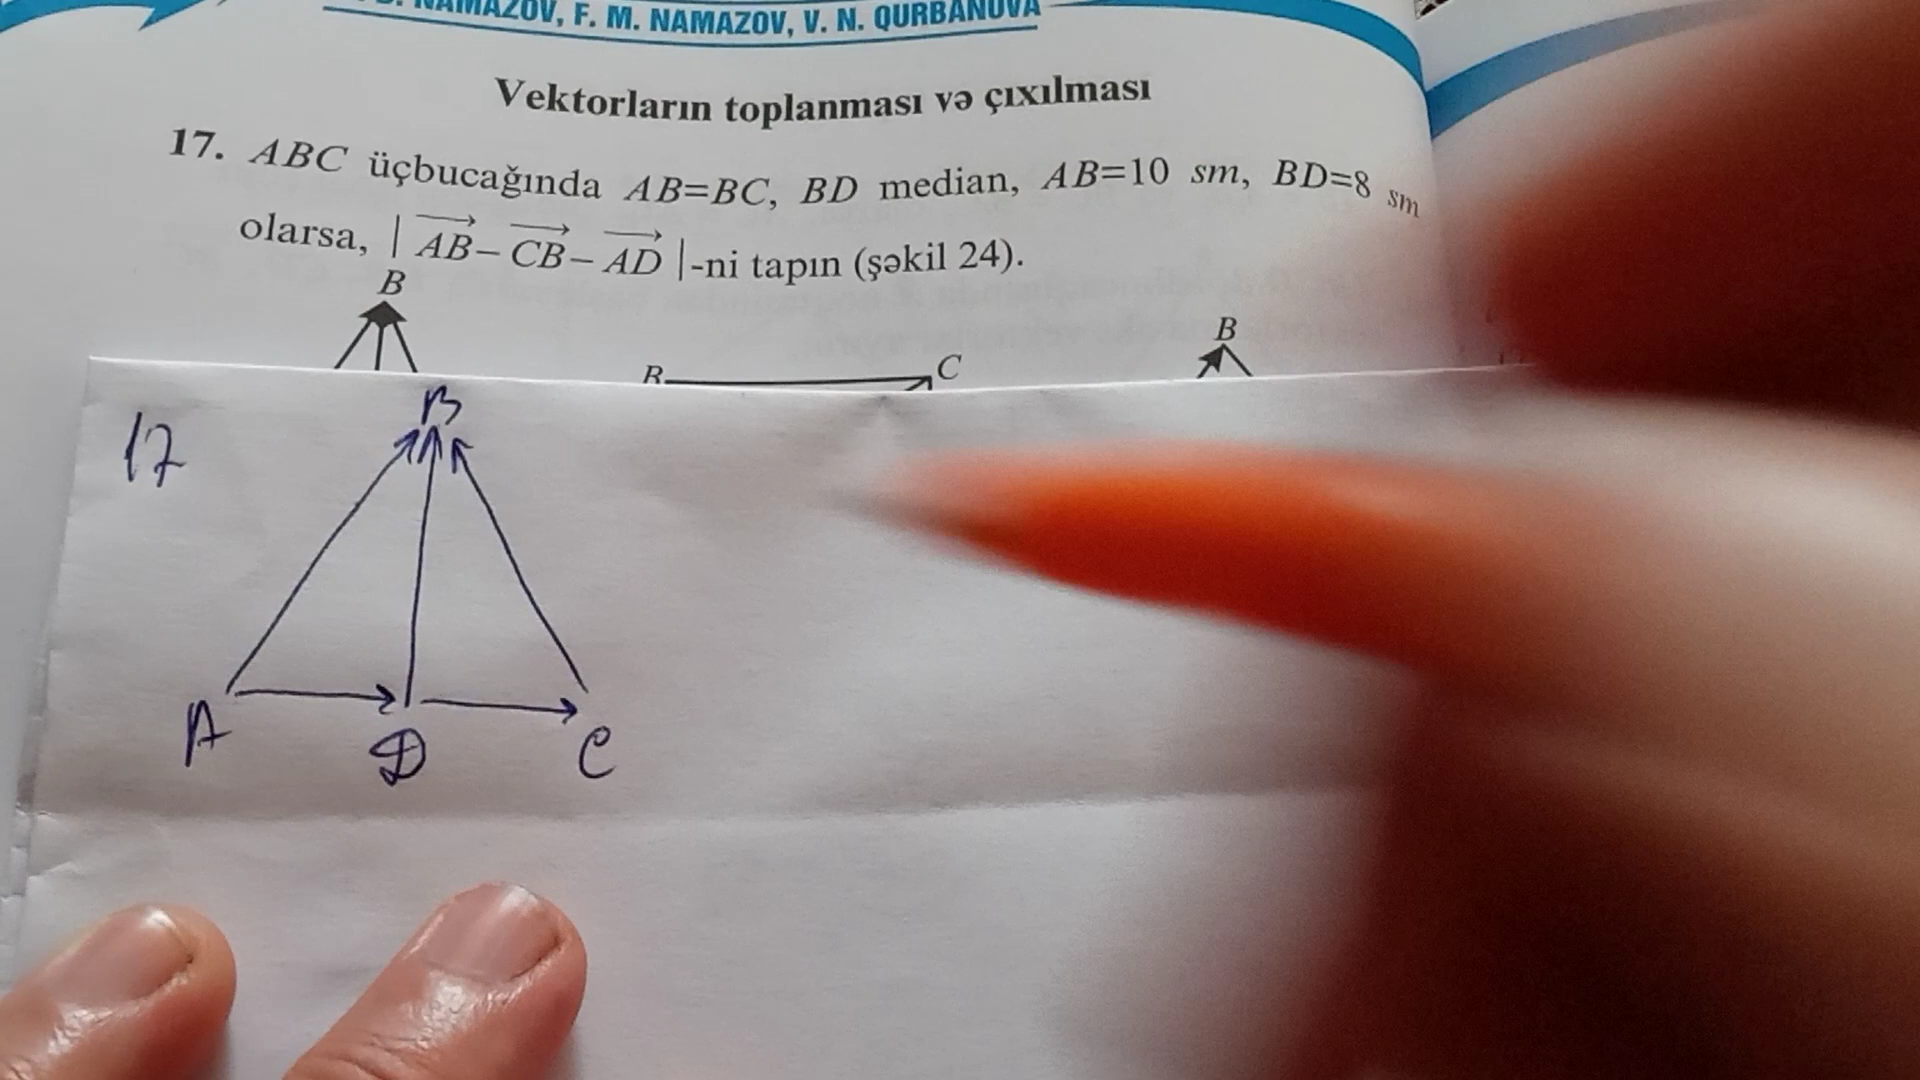 NAMAZOV, F. M. NAMAZOV, V. N. QURBANOVA
Vektorların toplanması və çıxılması
17. ABC üçbucağında AB=BC, BD median, AB=10 sm, BD=8 sm
olarsa, | AB – CB – AD |-ni tapın (şəkil 24).
B
B C
B
17
B
A D C